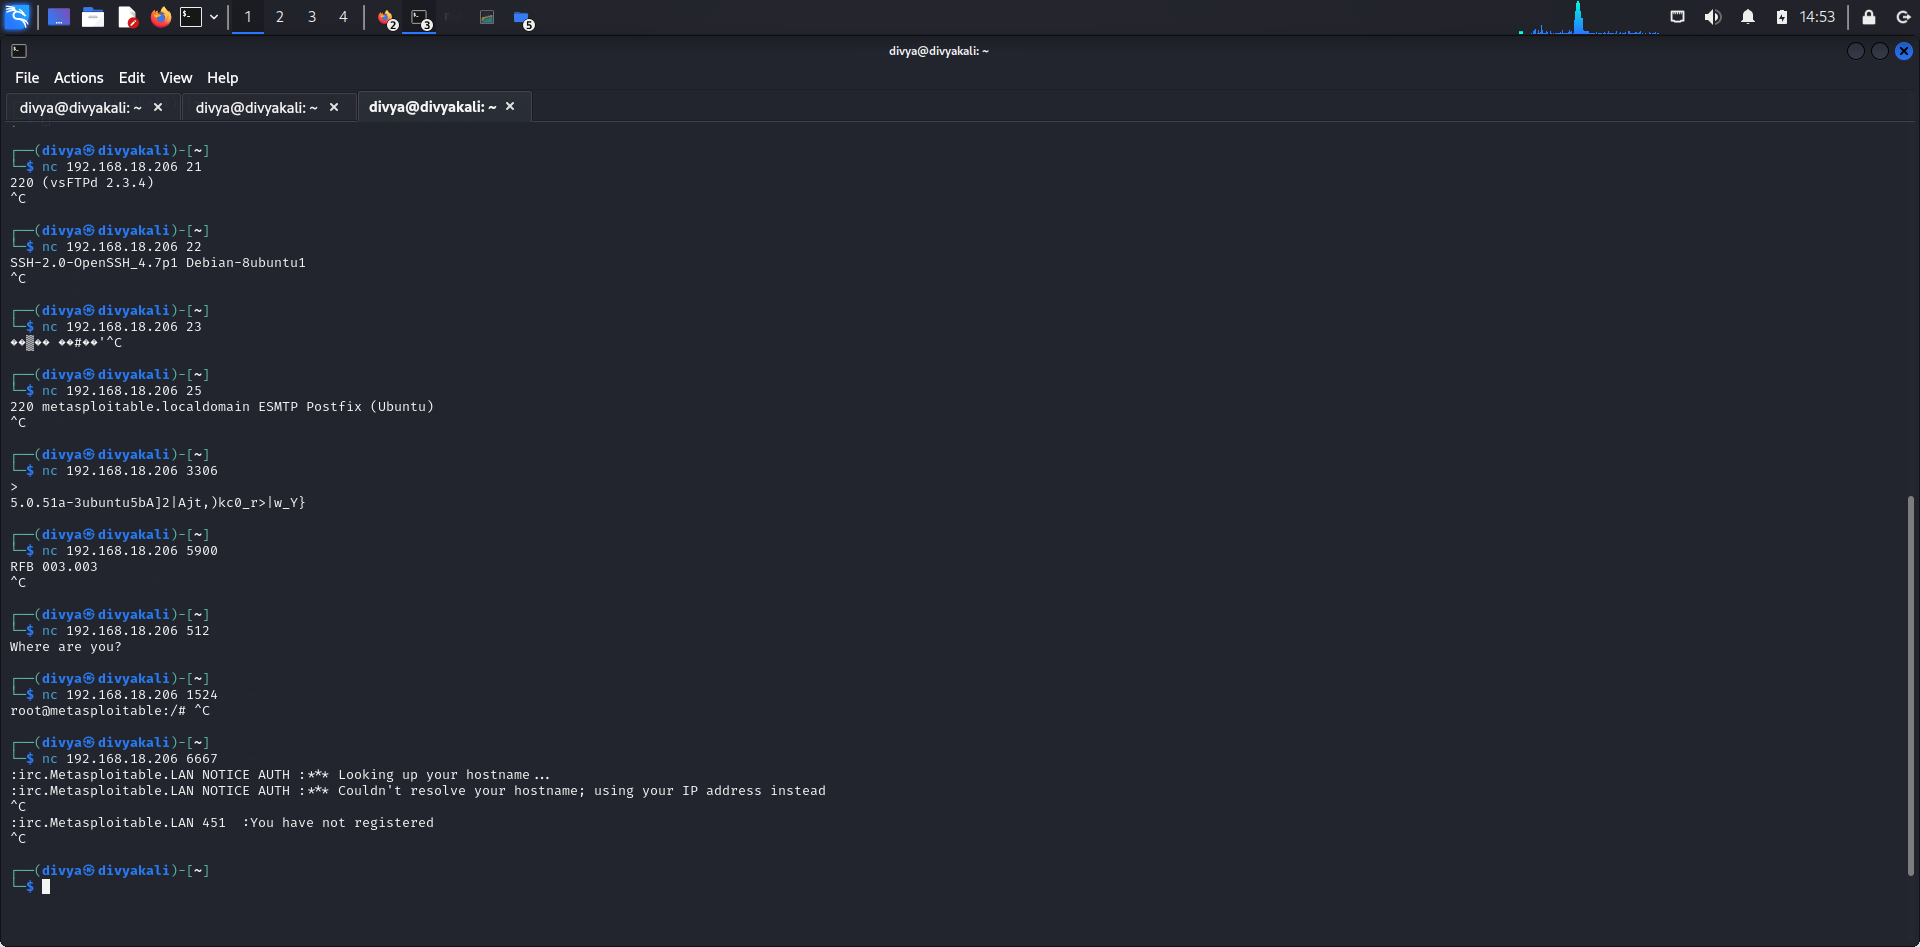 1 2 3 4 2 3 5 14:53
divya@divyakali: ~
File Actions Edit View Help
divya@divyakali: ~ × divya@divyakali: ~ × divya@divyakali: ~ ×
┌──(divya㉿divyakali)-[~]
└─$ nc 192.168.18.206 21
220 (vsFTPd 2.3.4)
^C
┌──(divya㉿divyakali)-[~]
└─$ nc 192.168.18.206 22
SSH-2.0-OpenSSH_4.7p1 Debian-8ubuntu1
^C
┌──(divya㉿divyakali)-[~]
└─$ nc 192.168.18.206 23
��▒�� ��#��'^C
┌──(divya㉿divyakali)-[~]
└─$ nc 192.168.18.206 25
220 metasploitable.localdomain ESMTP Postfix (Ubuntu)
^C
┌──(divya㉿divyakali)-[~]
└─$ nc 192.168.18.206 3306
>
5.0.51a-3ubuntu5bA]2|Ajt,)kc0_r>|w_Y}
┌──(divya㉿divyakali)-[~]
└─$ nc 192.168.18.206 5900
RFB 003.003
^C
┌──(divya㉿divyakali)-[~]
└─$ nc 192.168.18.206 512
Where are you?
┌──(divya㉿divyakali)-[~]
└─$ nc 192.168.18.206 1524
root@metasploitable:/# ^C
┌──(divya㉿divyakali)-[~]
└─$ nc 192.168.18.206 6667
:irc.Metasploitable.LAN NOTICE AUTH :*** Looking up your hostname...
:irc.Metasploitable.LAN NOTICE AUTH :*** Couldn't resolve your hostname; using your IP address instead
^C
:irc.Metasploitable.LAN 451  :You have not registered
^C
┌──(divya㉿divyakali)-[~]
└─$